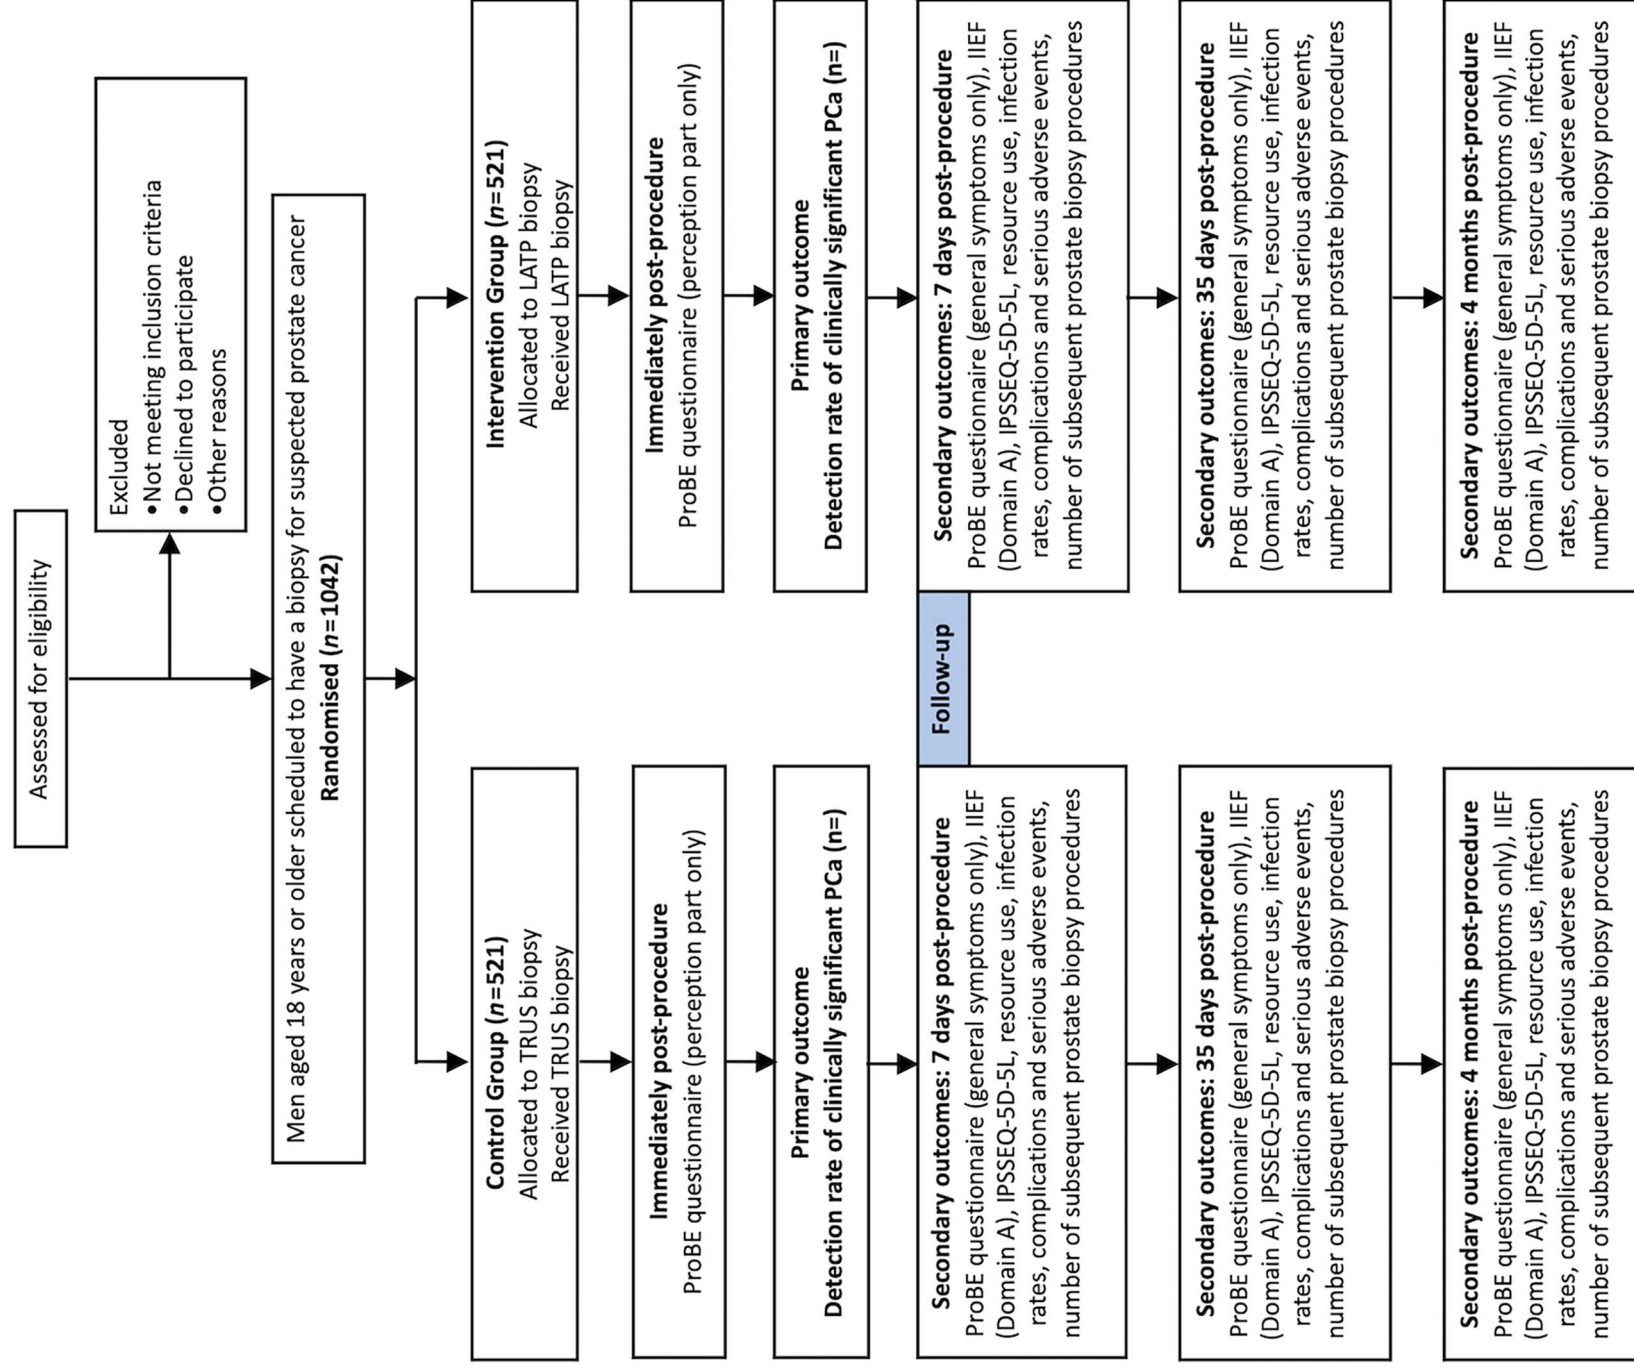 Assessed for eligibility
Excluded
•Not meeting inclusion criteria
•Declined to participate
•Other reasons
Men aged 18 years or older scheduled to have a biopsy for suspected prostate cancer
Randomised (n=1042)
Control Group (n=521)
Allocated to TRUS biopsy
Received TRUS biopsy
Intervention Group (n=521)
Allocated to LATP biopsy
Received LATP biopsy
Immediately post-procedure
ProBE questionnaire (perception part only)
Immediately post-procedure
ProBE questionnaire (perception part only)
Primary outcome
Detection rate of clinically significant PCa (n=)
Primary outcome
Detection rate of clinically significant PCa (n=)
Secondary outcomes: 7 days post-procedure
ProBE questionnaire (general symptoms only), IIEF
(Domain A), IPSSEQ-5D-5L, resource use, infection
rates, complications and serious adverse events,
number of subsequent prostate biopsy procedures
Follow-up
Secondary outcomes: 7 days post-procedure
ProBE questionnaire (general symptoms only), IIEF
(Domain A), IPSSEQ-5D-5L, resource use, infection
rates, complications and serious adverse events,
number of subsequent prostate biopsy procedures
Secondary outcomes: 35 days post-procedure
ProBE questionnaire (general symptoms only), IIEF
(Domain A), IPSSEQ-5D-5L, resource use, infection
rates, complications and serious adverse events,
number of subsequent prostate biopsy procedures
Secondary outcomes: 35 days post-procedure
ProBE questionnaire (general symptoms only), IIEF
(Domain A), IPSSEQ-5D-5L, resource use, infection
rates, complications and serious adverse events,
number of subsequent prostate biopsy procedures
Secondary outcomes: 4 months post-procedure
ProBE questionnaire (general symptoms only), IIEF
(Domain A), IPSSEQ-5D-5L, resource use, infection
rates, complications and serious adverse events,
number of subsequent prostate biopsy procedures
Secondary outcomes: 4 months post-procedure
ProBE questionnaire (general symptoms only), IIEF
(Domain A), IPSSEQ-5D-5L, resource use, infection
rates, complications and serious adverse events,
number of subsequent prostate biopsy procedures